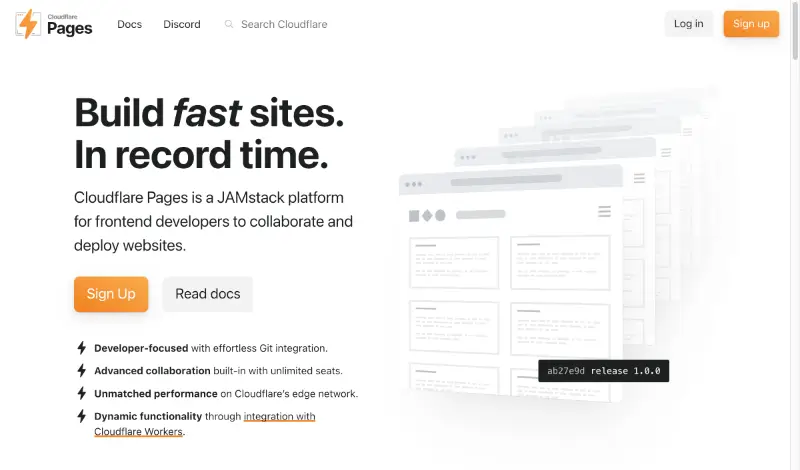 Cloudflare
Pages
Docs
Discord
Search Cloudflare
Log in
Sign up
Build fast sites.
In record time.
Cloudflare Pages is a JAMstack platform
for frontend developers to collaborate and
deploy websites.
Sign Up
Read docs
Developer-focused with effortless Git integration.
Advanced collaboration built-in with unlimited seats.
Unmatched performance on Cloudflare's edge network.
Dynamic functionality through integration with
Cloudflare Workers.
ab27e9d release 1.0.0